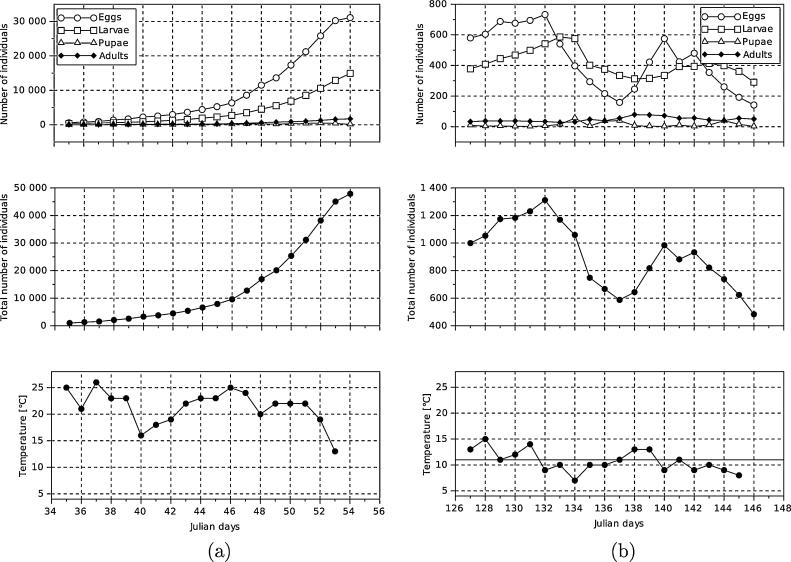 Number of individuals
30 000
20 000
10 000
0
Eggs
Larvae
Pupae
Adults
Number of individuals
800
600
400
200
0
Eggs
Larvae
Pupae
Adults
Total number of individuals
50 000
40 000
30 000
20 000
10 000
0
Total number of individuals
1 400
1 200
1 000
800
600
400
Temperature [°C]
25
20
15
10
5
34 36 38 40 42 44 46 48 50 52 54 56
Julian days
Temperature [°C]
25
20
15
10
5
126 128 130 132 134 136 138 140 142 144 146 148
Julian days
(a) (b)